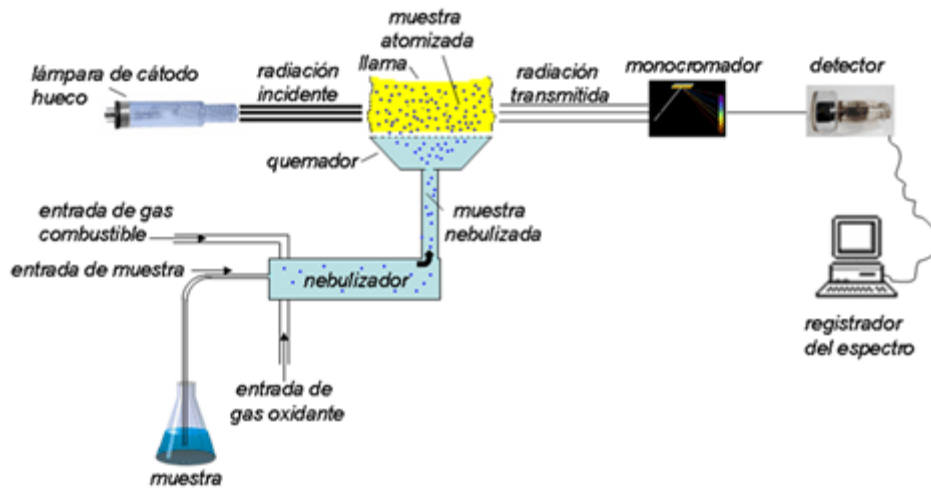 muestra
atomizada
llama
lámpara de cátodo
hueco
radiación
incidente
radiación
transmitida
monocromador
detector
quemador
muestra
nebulizada
entrada de gas
combustible
entrada de muestra
nebulizador
entrada de
gas oxidante
muestra
registrador
del espectro